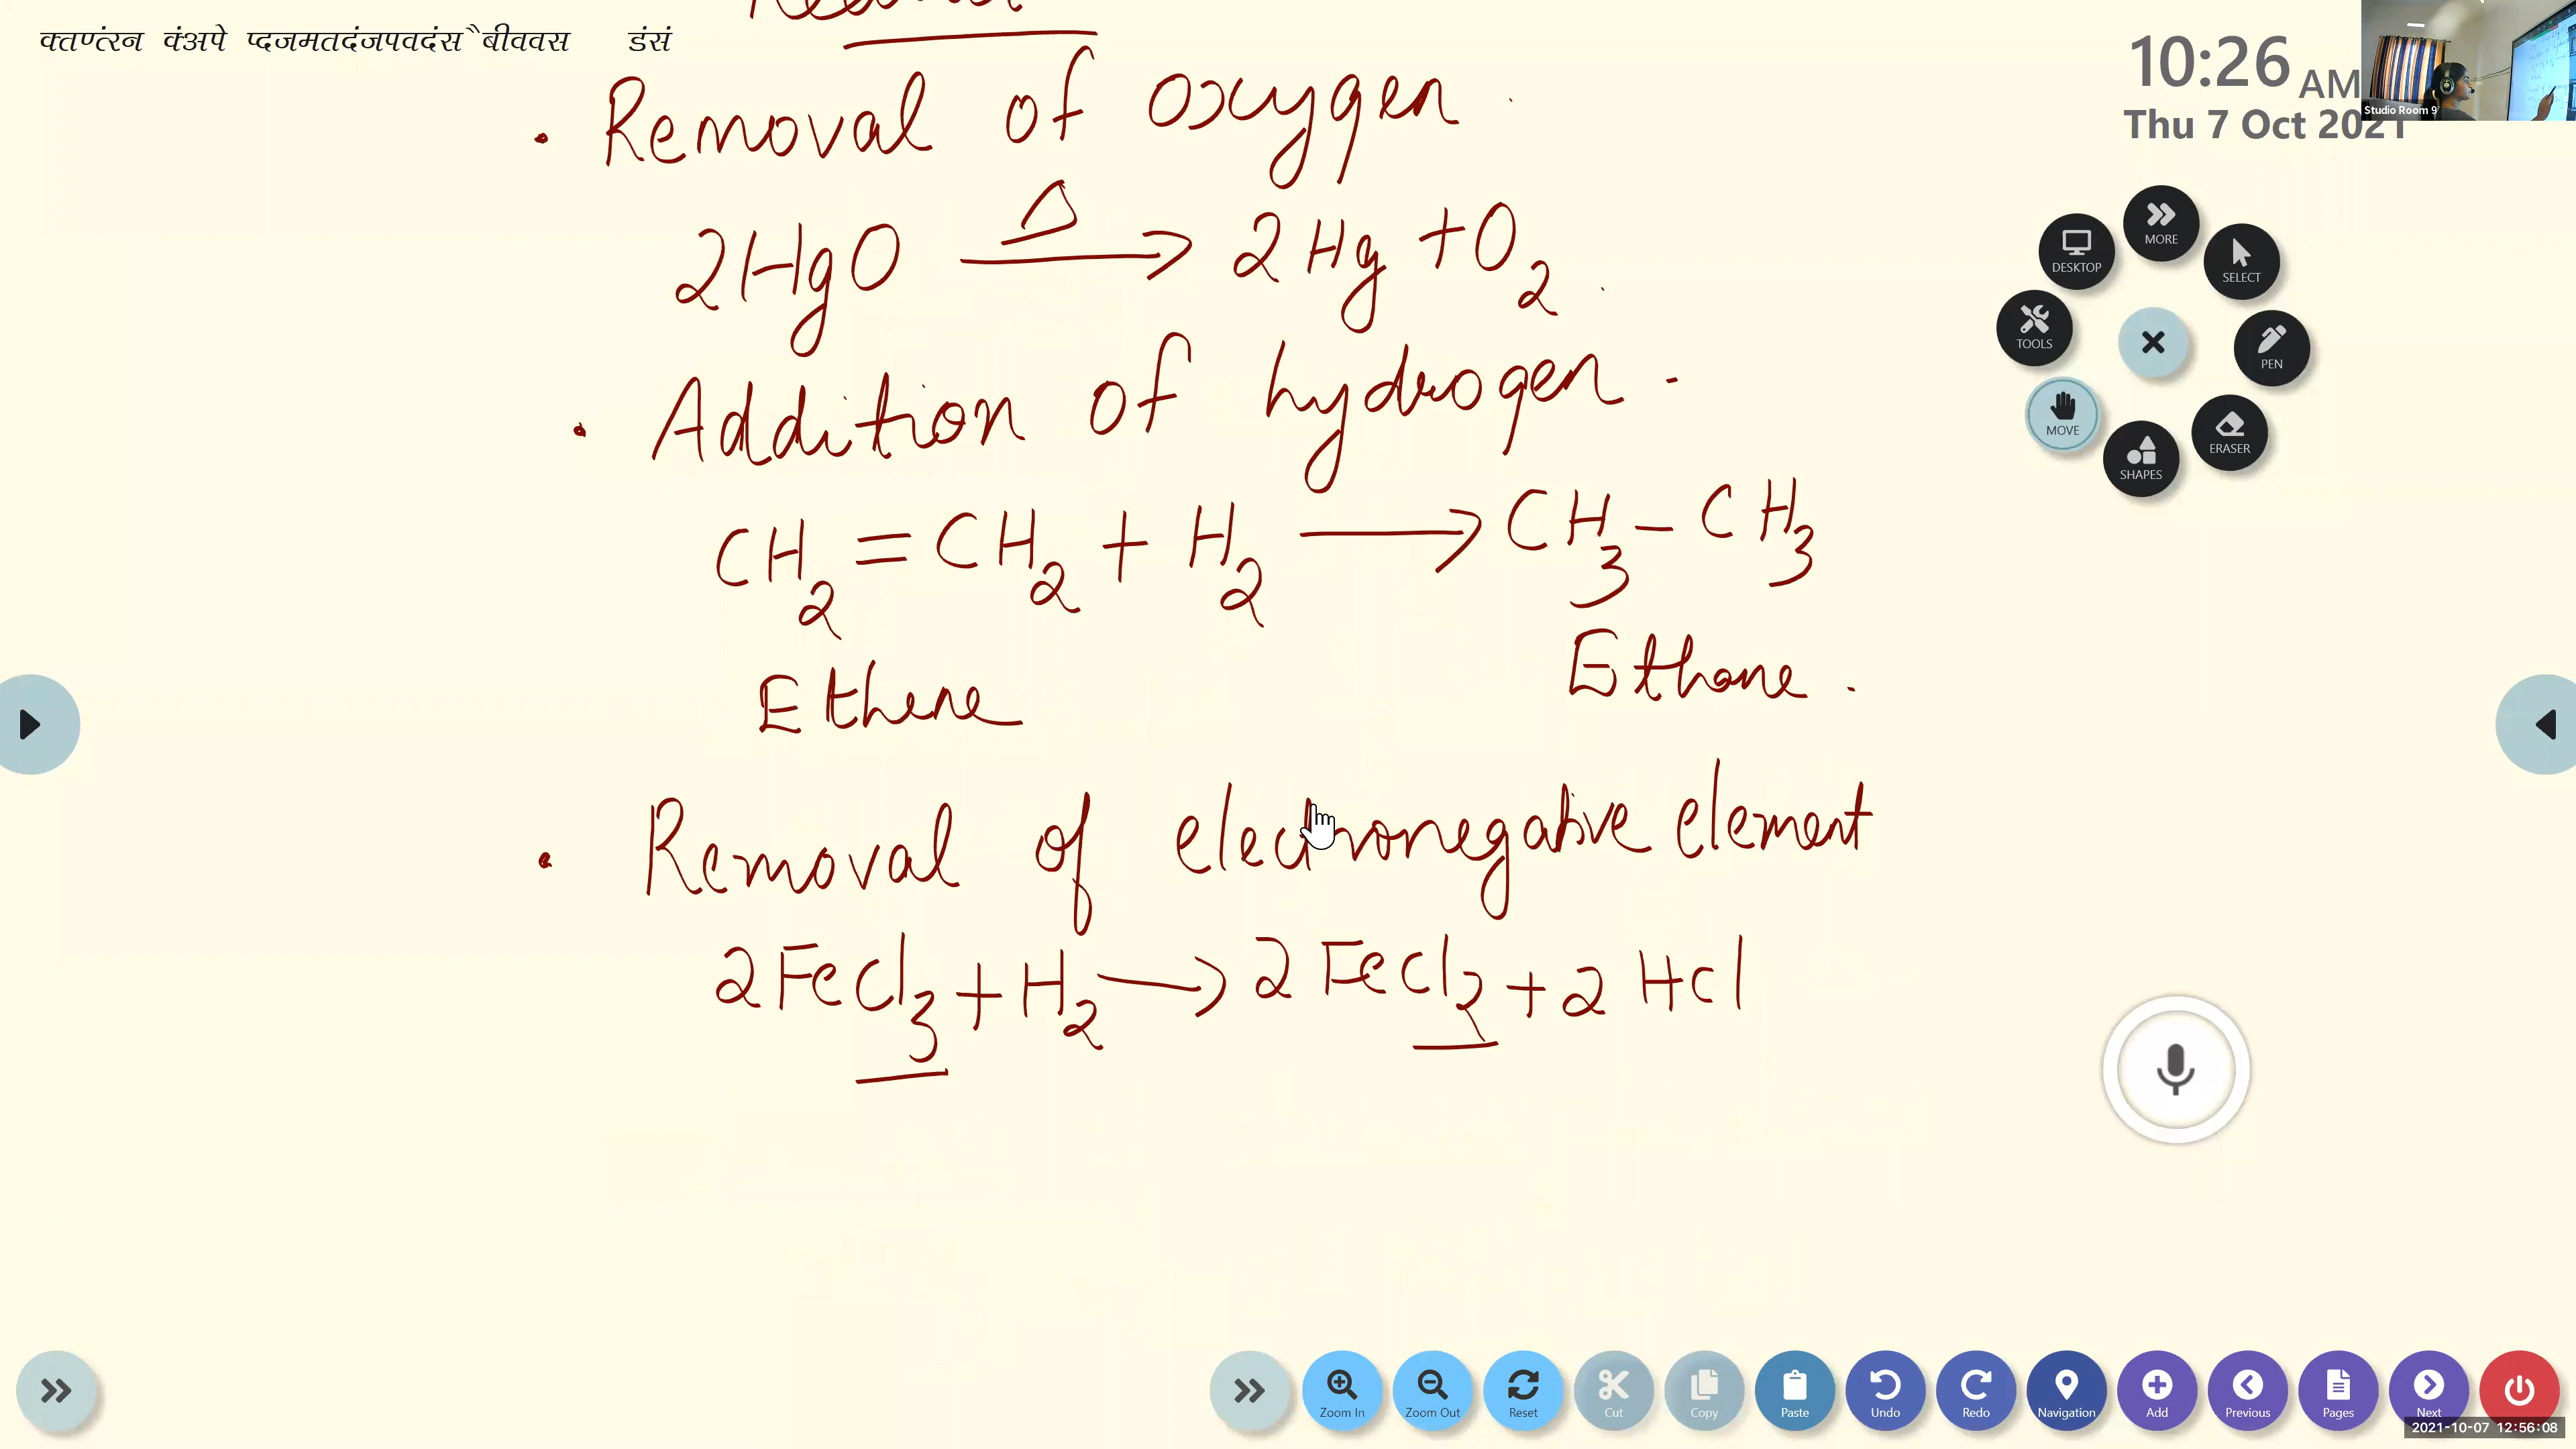 क्तण्तंरन कंअपे प्दजमतदंजपवदंस ैबीववस डंसं
10:26 AM
Thu 7 Oct 2021
Studio Room 9
• Removal of oxygen.
2HgO △→ 2Hg + O2.
• Addition of hydrogen.
CH2 = CH2 + H2 → CH3 - CH3
Ethene Ethane.
• Removal of electronegative element
2FeCl3 + H2 → 2FeCl2 + 2HCl
MORE
DESKTOP
SELECT
TOOLS
PEN
MOVE
ERASER
SHAPES
Zoom In Zoom Out Reset Cut Copy Paste Undo Redo Navigation Add Previous Pages Next
2021-10-07 12:56:08